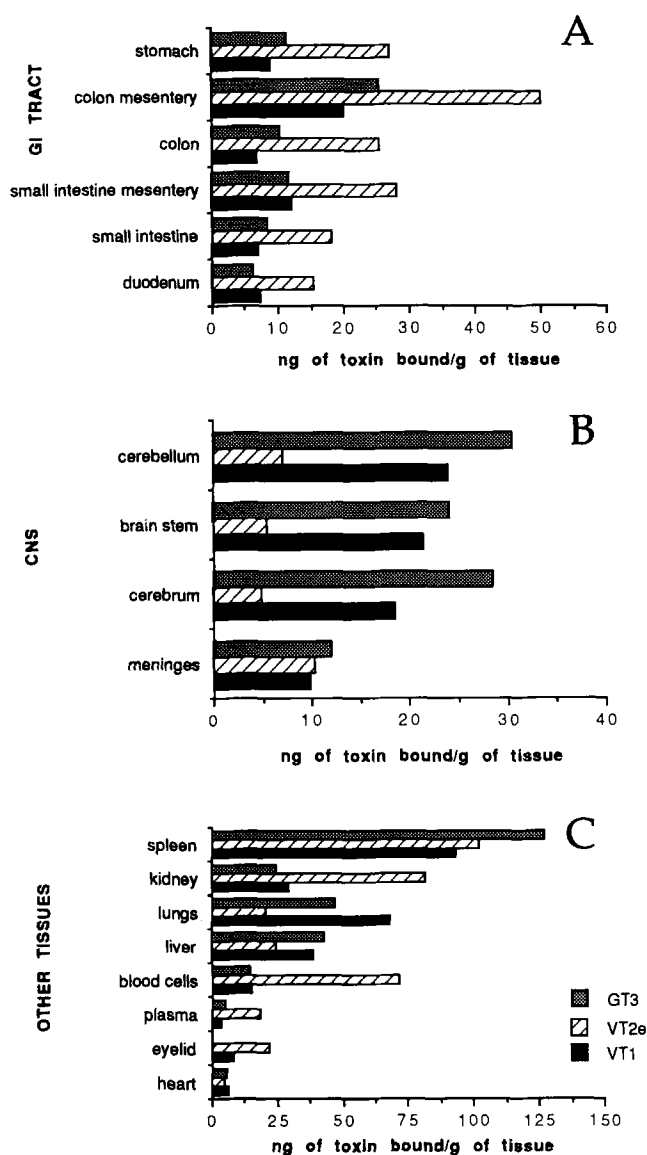 A
GI TRACT
stomach
colon mesentery
colon
small intestine mesentery
small intestine
duodenum
0 10 20 30 40 50 60
ng of toxin bound/g of tissue
B
CNS
cerebellum
brain stem
cerebrum
meninges
0 10 20 30 40
ng of toxin bound/g of tissue
C
OTHER TISSUES
spleen
kidney
lungs
liver
blood cells
plasma
eyelid
heart
GT3
VT2e
VT1
0 25 50 75 100 125 150
ng of toxin bound/g of tissue